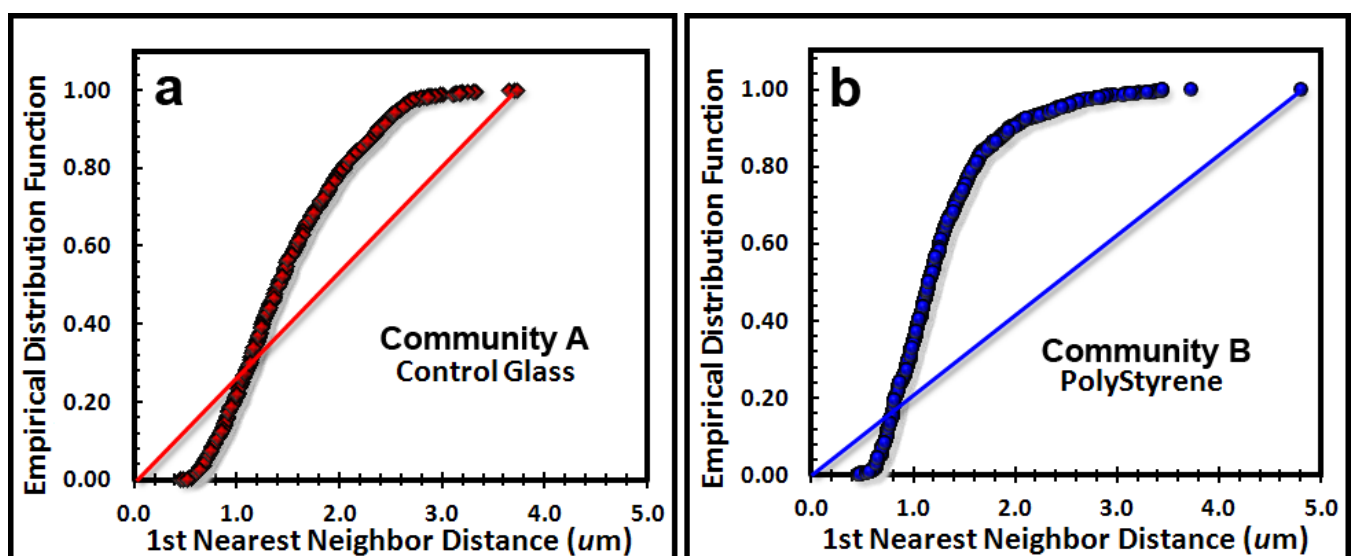 a
Empirical Distribution Function
1.00
0.80
0.60
0.40
0.20
0.00
Community A
Control Glass
0.0 1.0 2.0 3.0 4.0 5.0
1st Nearest Neighbor Distance (um)
b
Empirical Distribution Function
1.00
0.80
0.60
0.40
0.20
0.00
Community B
PolyStyrene
0.0 1.0 2.0 3.0 4.0 5.0
1st Nearest Neighbor Distance (um)